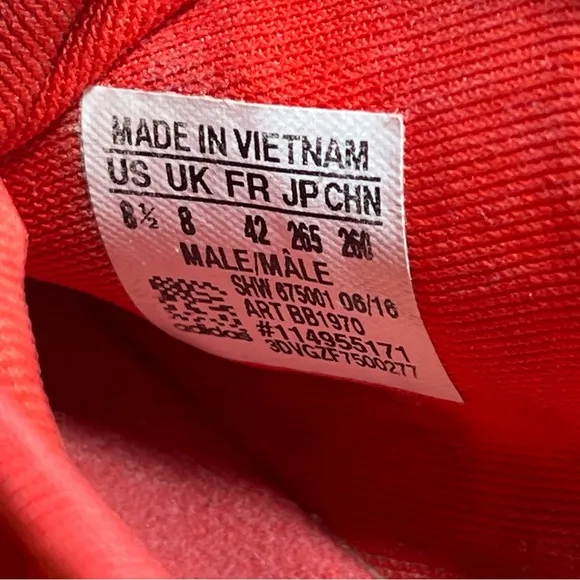 MADE IN VIETNAM
US UK FR JP CHN
8½ 8 42 265 260
MALE/MÂLE
SHW 675001 06/16
ART BB1970
#114955171
3DVGZF7500277
adidas